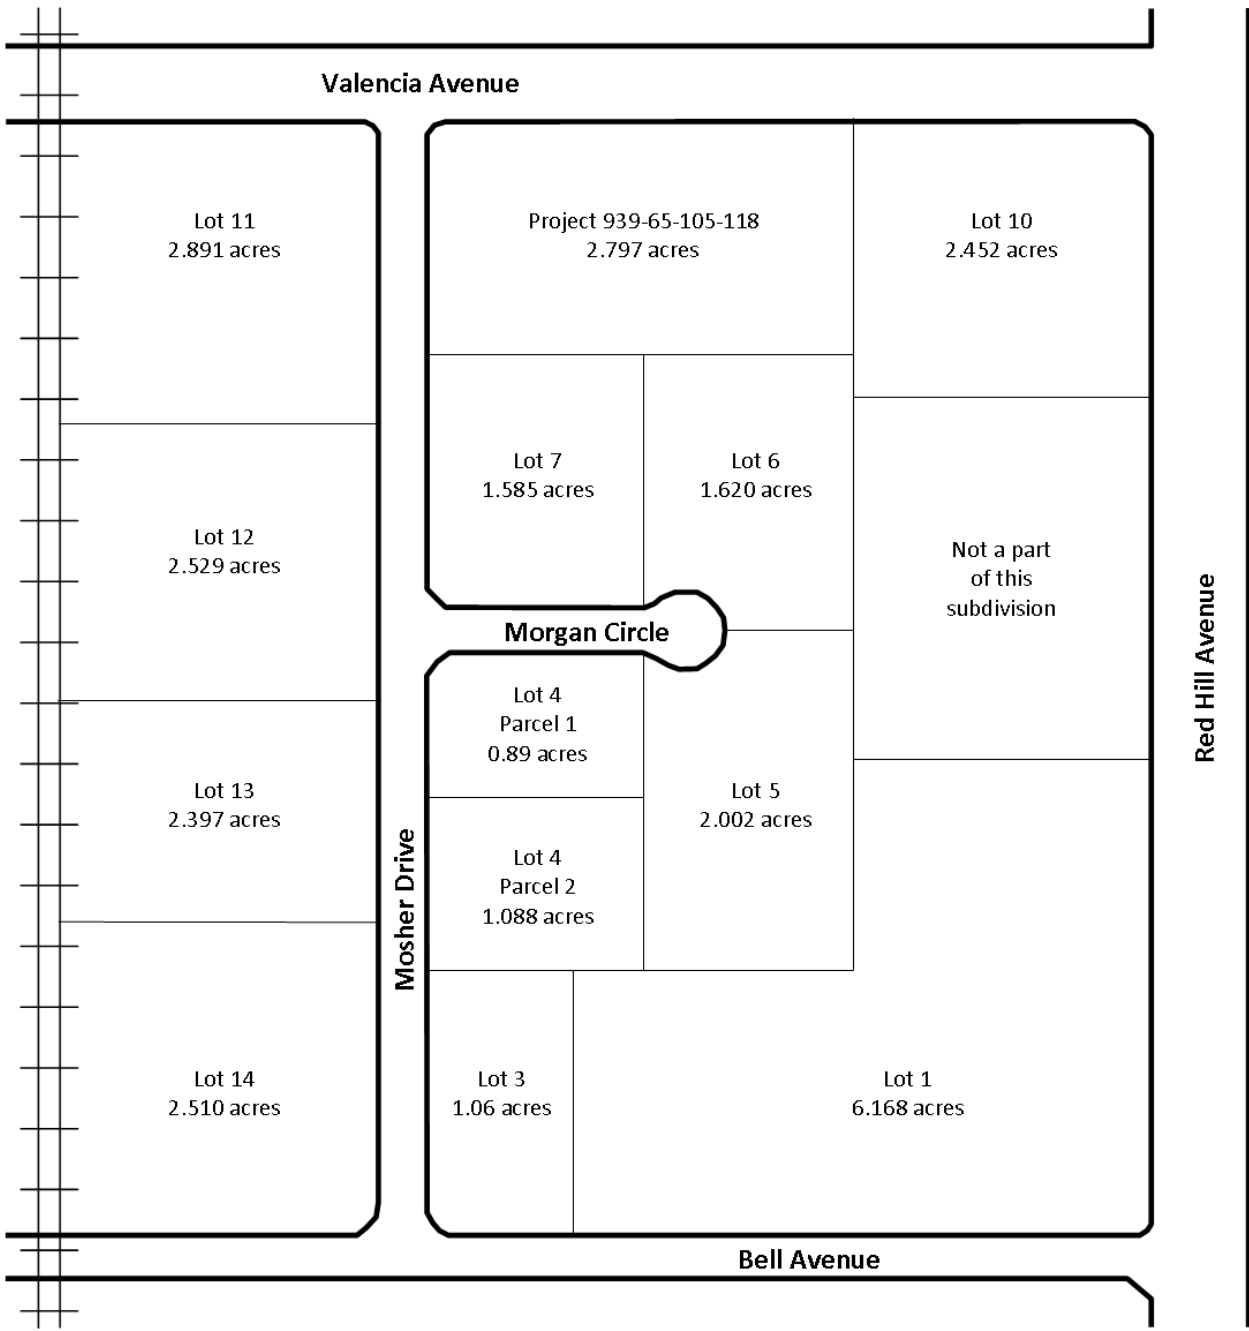 Valencia Avenue
Lot 11
2.891 acres
Project 939-65-105-118
2.797 acres
Lot 10
2.452 acres
Lot 7
1.585 acres
Lot 6
1.620 acres
Lot 12
2.529 acres
Not a part
of this
subdivision
Red Hill Avenue
Morgan Circle
Lot 4
Parcel 1
0.89 acres
Lot 13
2.397 acres
Lot 5
2.002 acres
Mosher Drive
Lot 4
Parcel 2
1.088 acres
Lot 14
2.510 acres
Lot 3
1.06 acres
Lot 1
6.168 acres
Bell Avenue